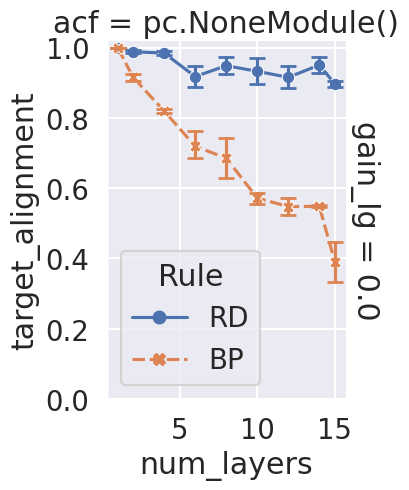 acf = pc.NoneModule()
1.0
0.8
0.6
0.4
0.2
0.0
target_alignment
gain_lg = 0.0
Rule
RD
BP
5 10 15
num_layers